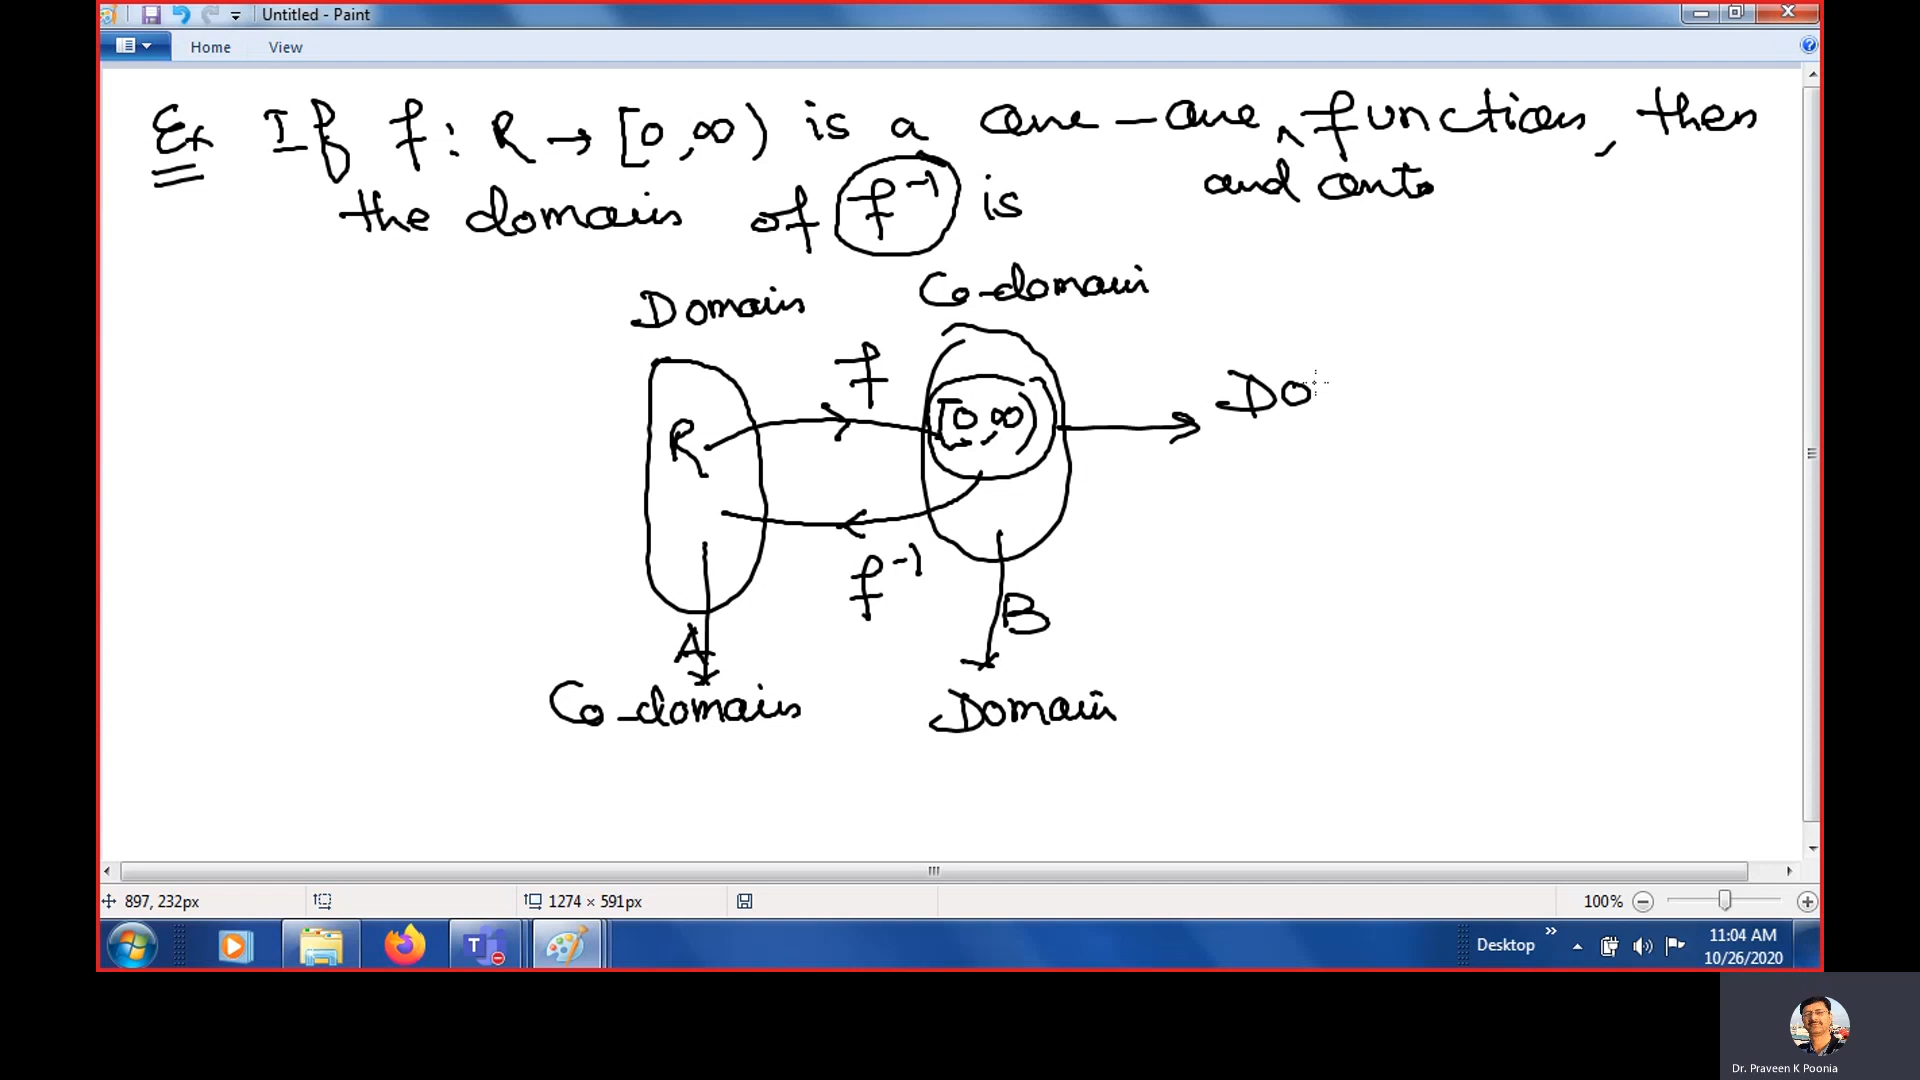 Untitled - Paint
Home View
Ex If f : R → [0, ∞) is a one-one ^ function, then
and onto
the domain of f⁻¹ is
Domain Co-domain
f
R [0, ∞) → Do
f⁻¹
A B
Co-domain Domain
897, 232px 1274 × 591px 100%
Desktop 11:04 AM
10/26/2020
Dr. Praveen K Poonia